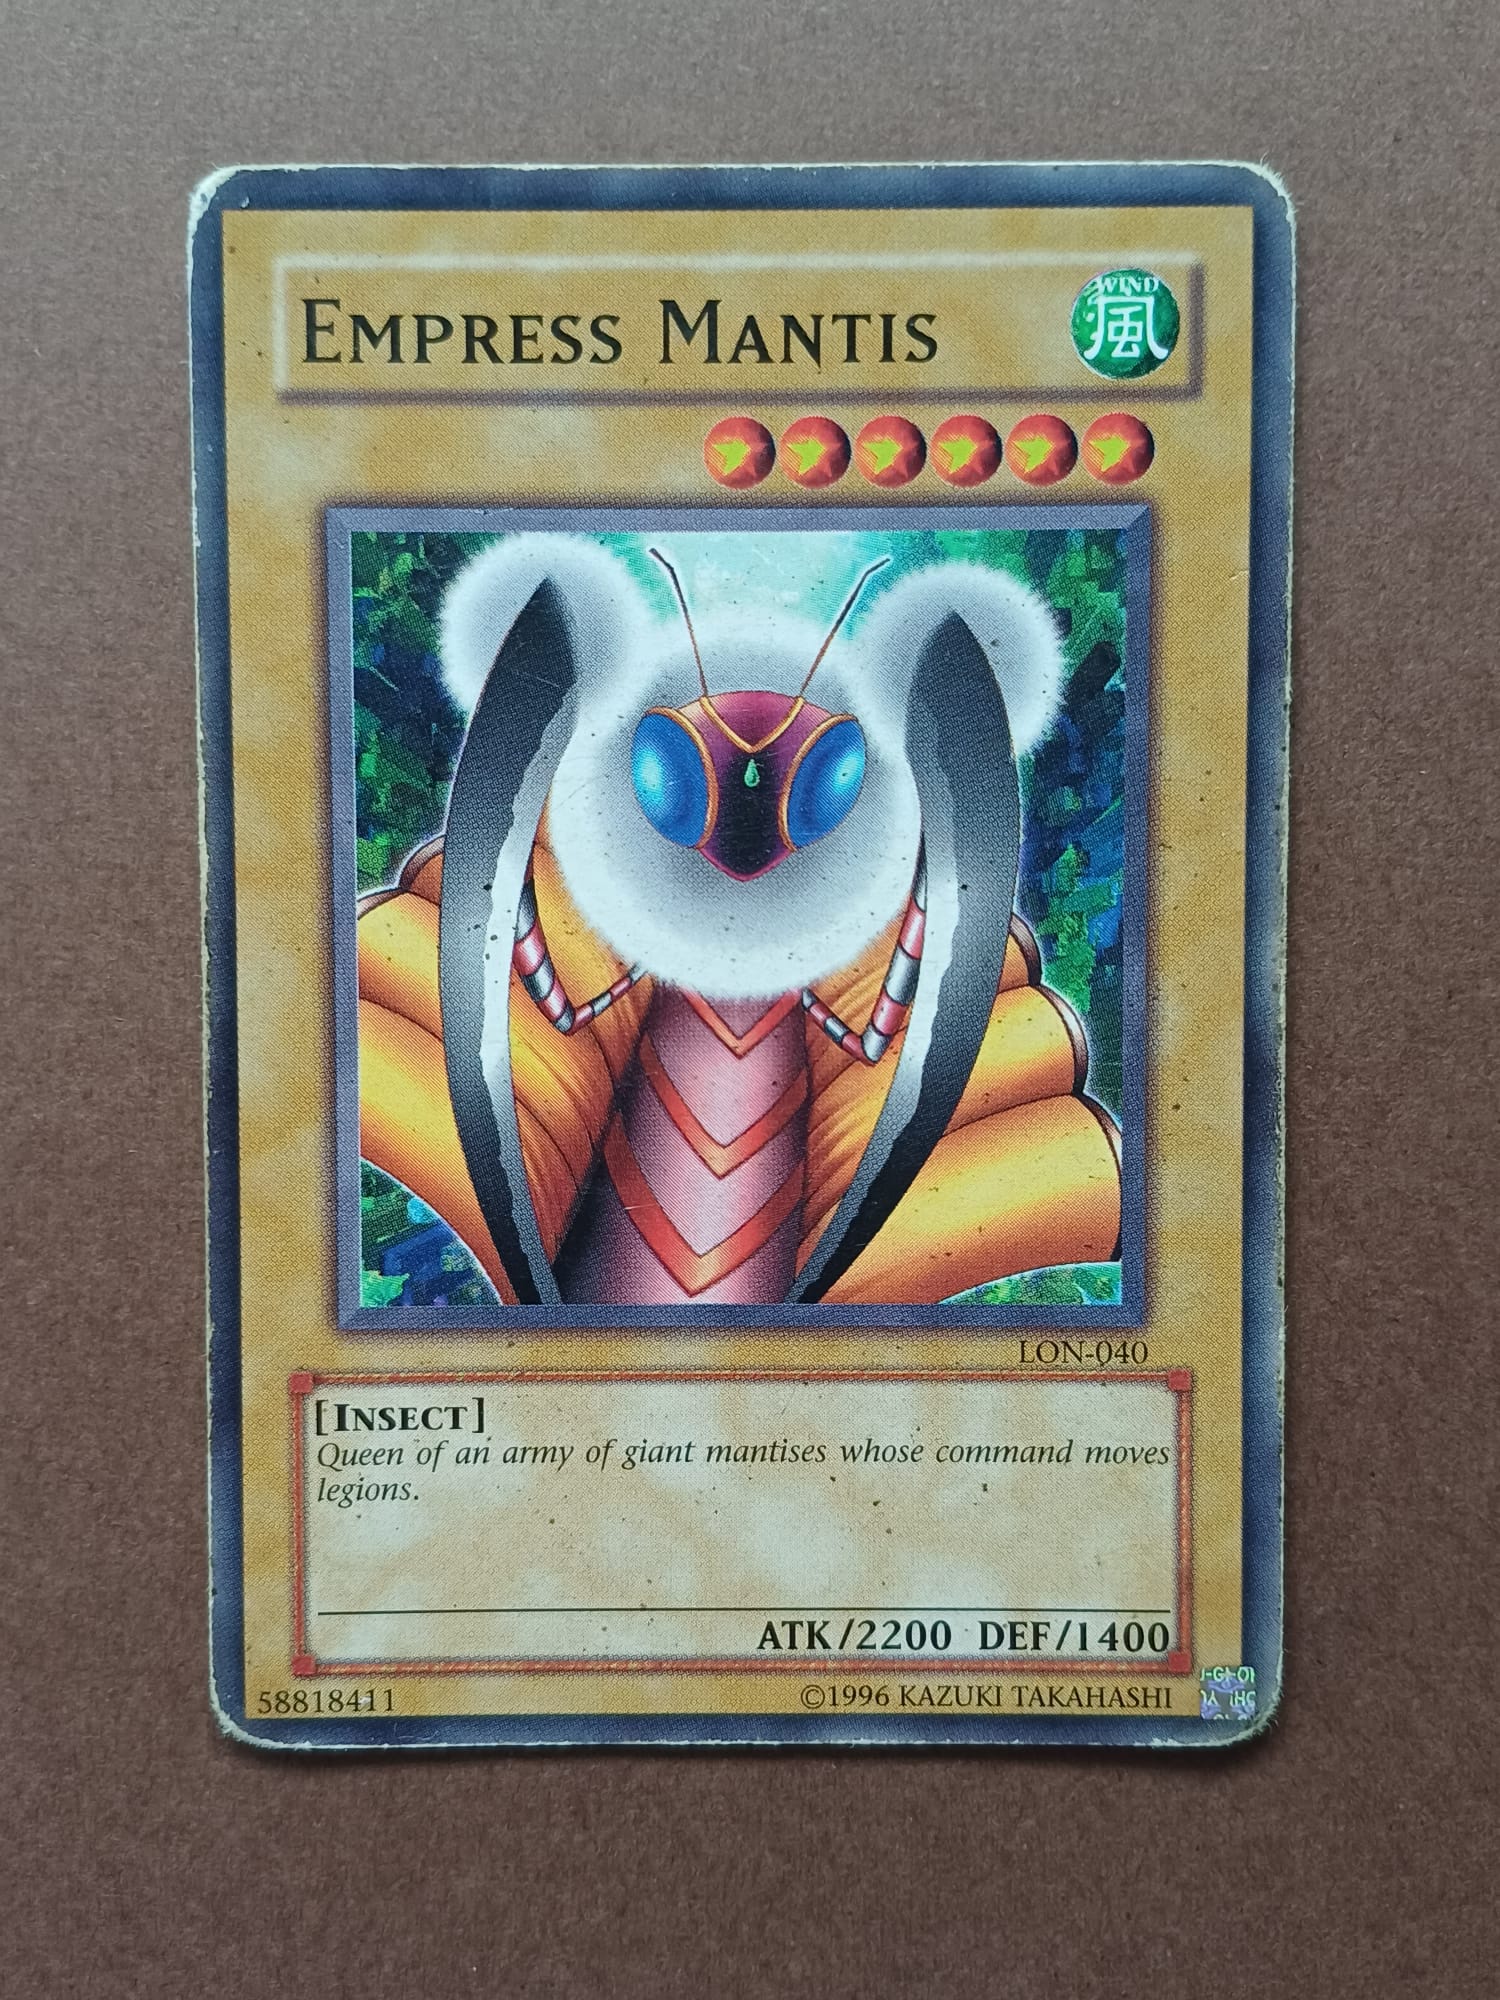 EMPRESS MANTIS
WIND
風
LON-040
[INSECT]
Queen of an army of giant mantises whose command moves
legions.
ATK/2200 DEF/1400
58818411
©1996 KAZUKI TAKAHASHI